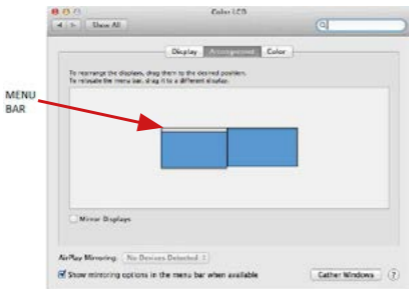 Color LCD
Show All
Display Arrangement Color
To rearrange the displays, drag them to the desired position.
To relocate the menu bar, drag it to a different display.
MENU
BAR
Mirror Displays
AirPlay Mirroring: No Devices Detected
Show mirroring options in the menu bar when available
Gather Windows ?